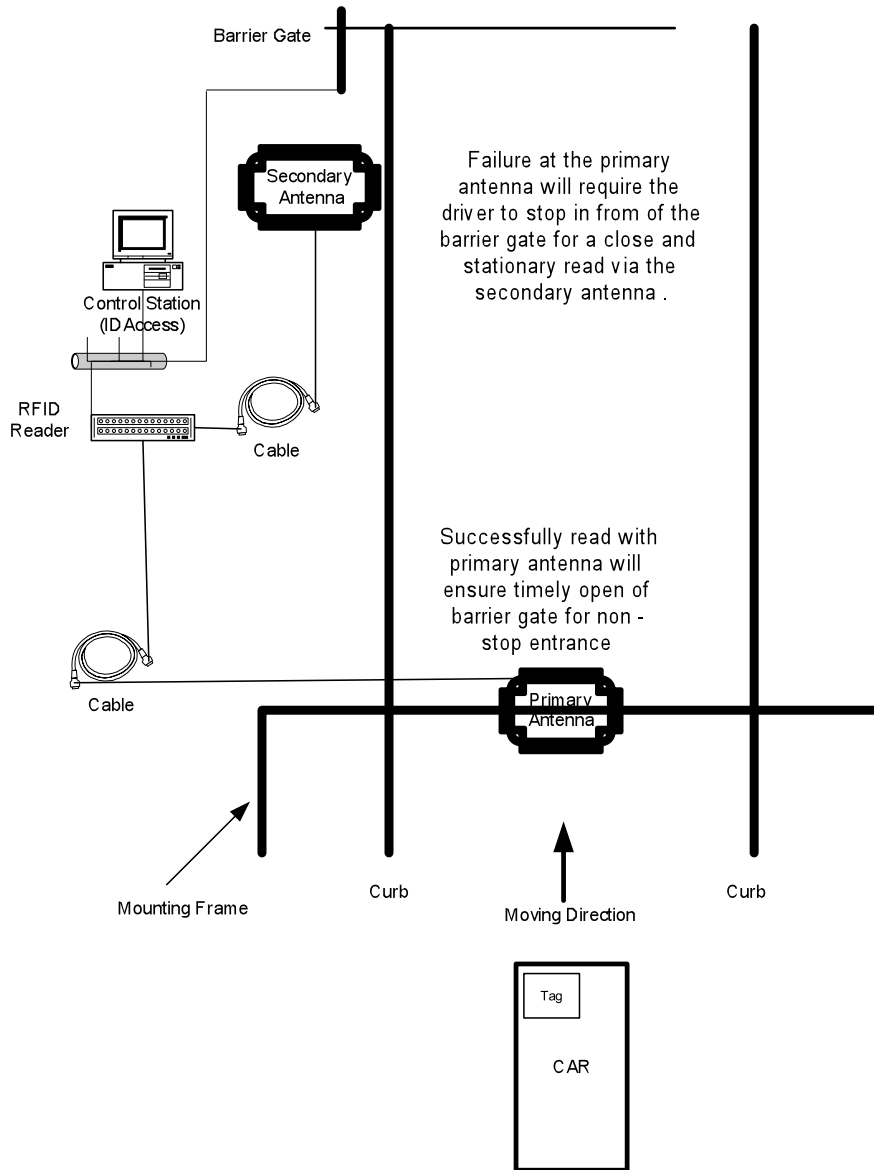 Barrier Gate
Secondary
Antenna
Failure at the primary
antenna will require the
driver to stop in from of the
barrier gate for a close and
stationary read via the
secondary antenna .
Control Station
(ID Access)
RFID
Reader
Cable
Successfully read with
primary antenna will
ensure timely open of
barrier gate for non -
stop entrance
Cable
Primary
Antenna
Mounting Frame
Curb
Moving Direction
Curb
Tag
CAR